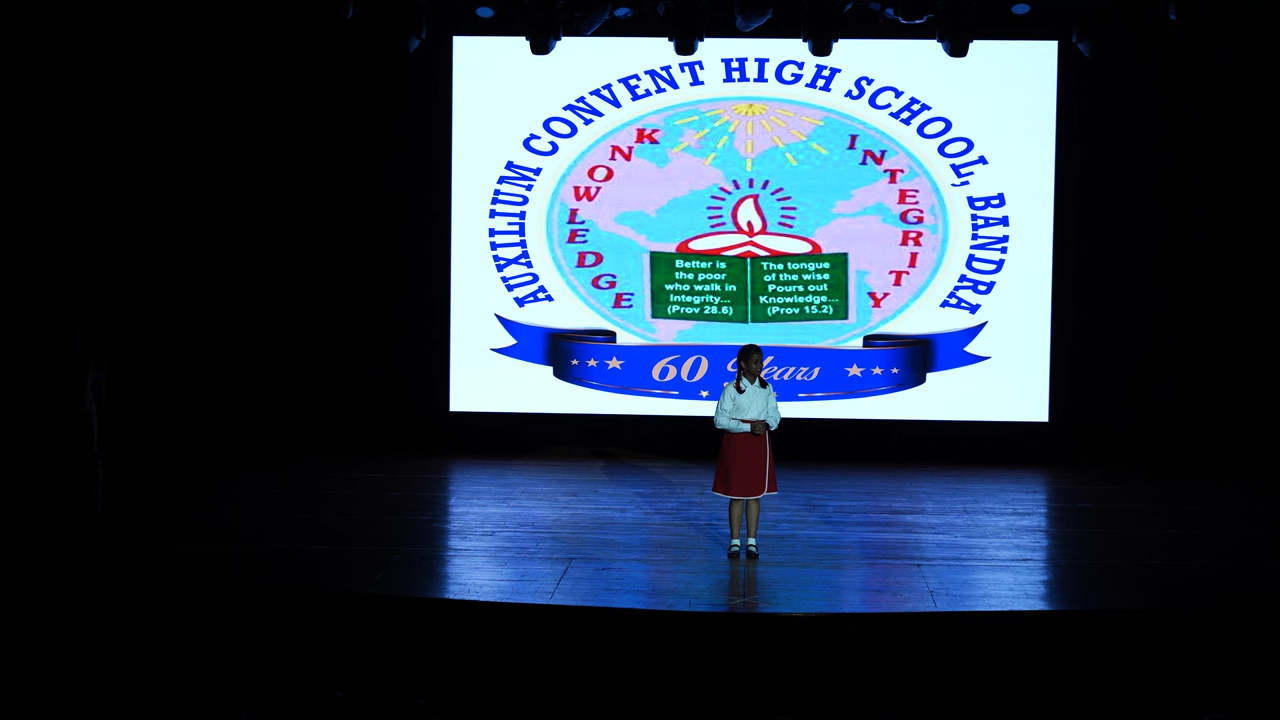 AUXILIUM CONVENT HIGH SCHOOL, BANDRA
KNOWLEDGE
INTEGRITY
Better is
the poor
who walk in
Integrity...
(Prov 28.6)
The tongue
of the wise
Pours out
Knowledge...
(Prov 15.2)
60 Years